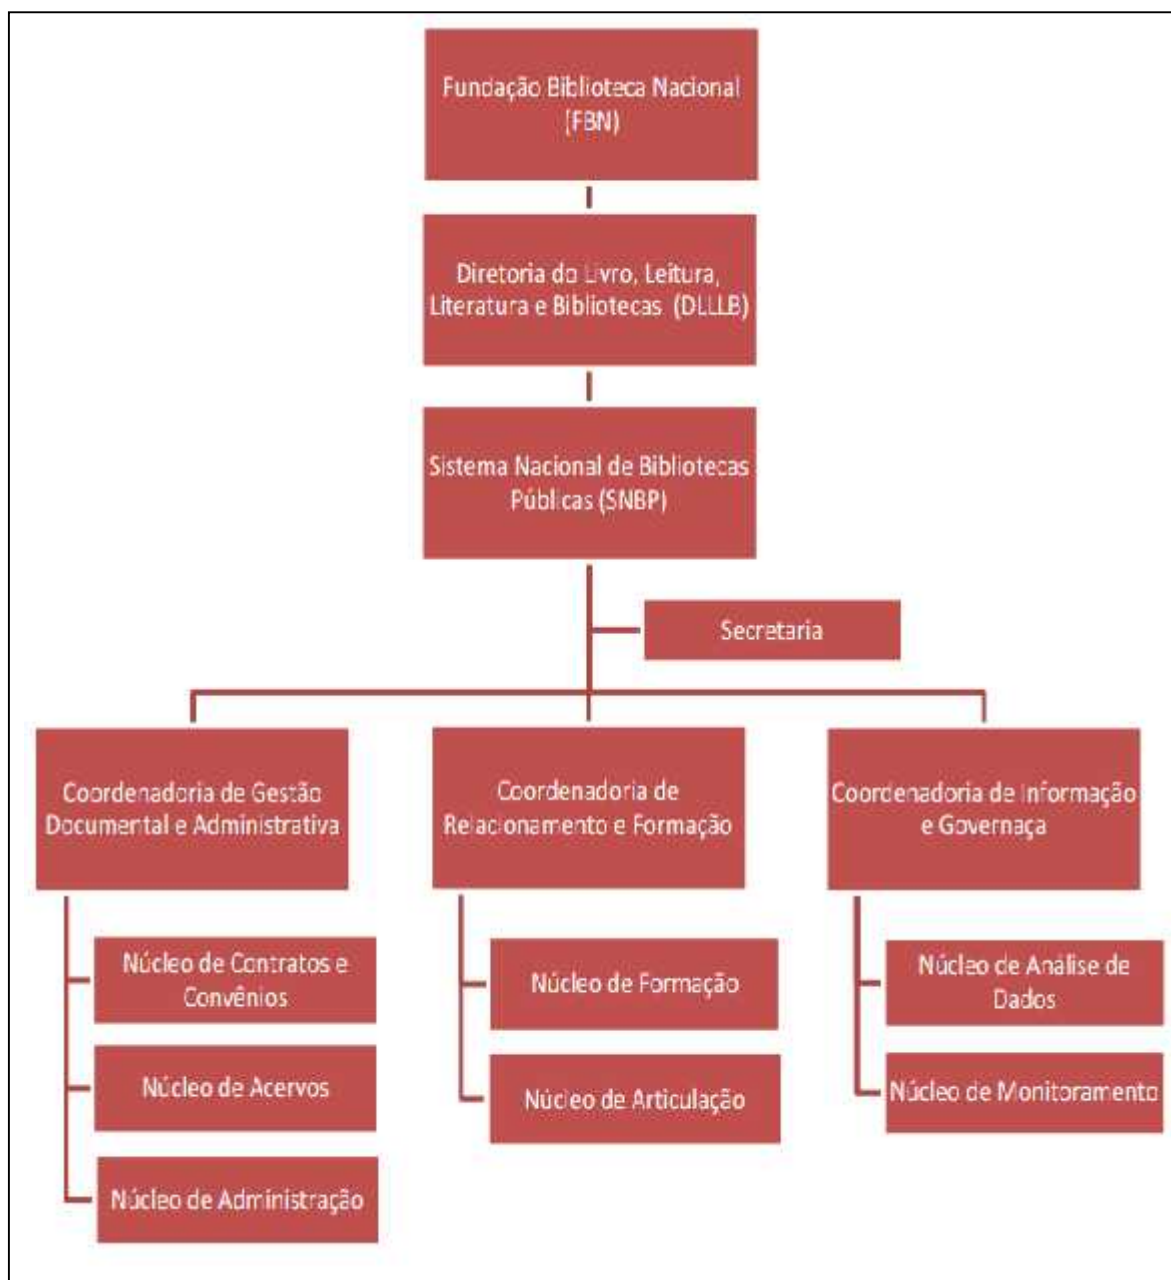 Fundação Biblioteca Nacional
(FBN)
Diretoria do Livro, Leitura,
Literatura e Bibliotecas (DLLLB)
Sistema Nacional de Bibliotecas
Públicas (SNBP)
Secretaria
Coordenadoria de Gestão
Documental e Administrativa
Núcleo de Contratos e
Convênios
Núcleo de Acervos
Núcleo de Administração
Coordenadoria de
Relacionamento e Formação
Núcleo de Formação
Núcleo de Articulação
Coordenadoria de Informação
e Governaça
Núcleo de Análise de
Dados
Núcleo de Monitoramento